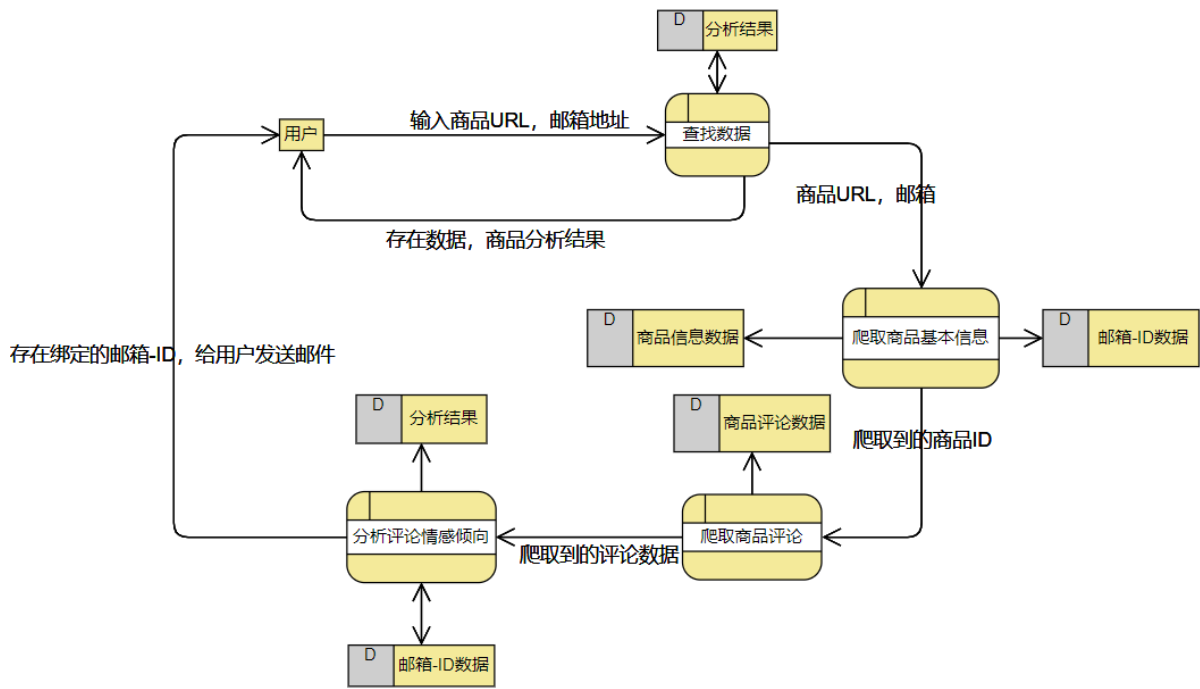 D
分析结果
用户
输入商品URL，邮箱地址
查找数据
商品URL，邮箱
存在数据，商品分析结果
D
商品信息数据
爬取商品基本信息
D
邮箱-ID数据
存在绑定的邮箱-ID，给用户发送邮件
D
分析结果
D
商品评论数据
爬取到的商品ID
分析评论情感倾向
爬取到的评论数据
爬取商品评论
D
邮箱-ID数据